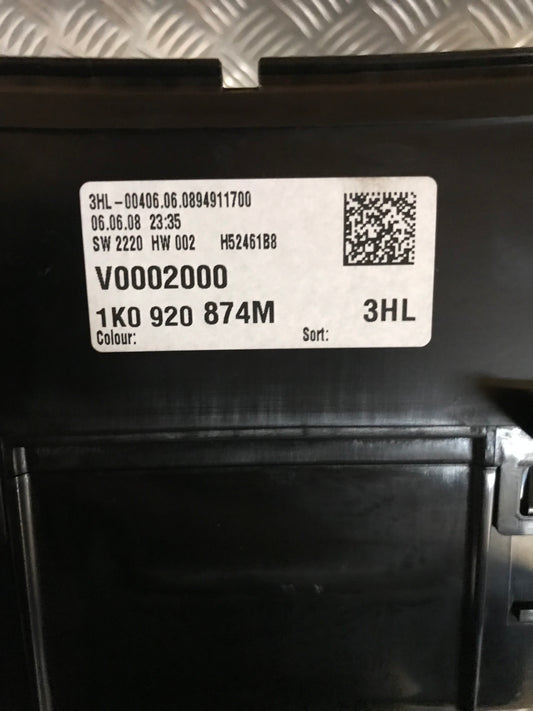 3HL-00406.06.0894911700
06.06.08 23:35
SW 2220 HW 002 H52461B8
V0002000
1K0 920 874M 3HL
Colour: Sort: